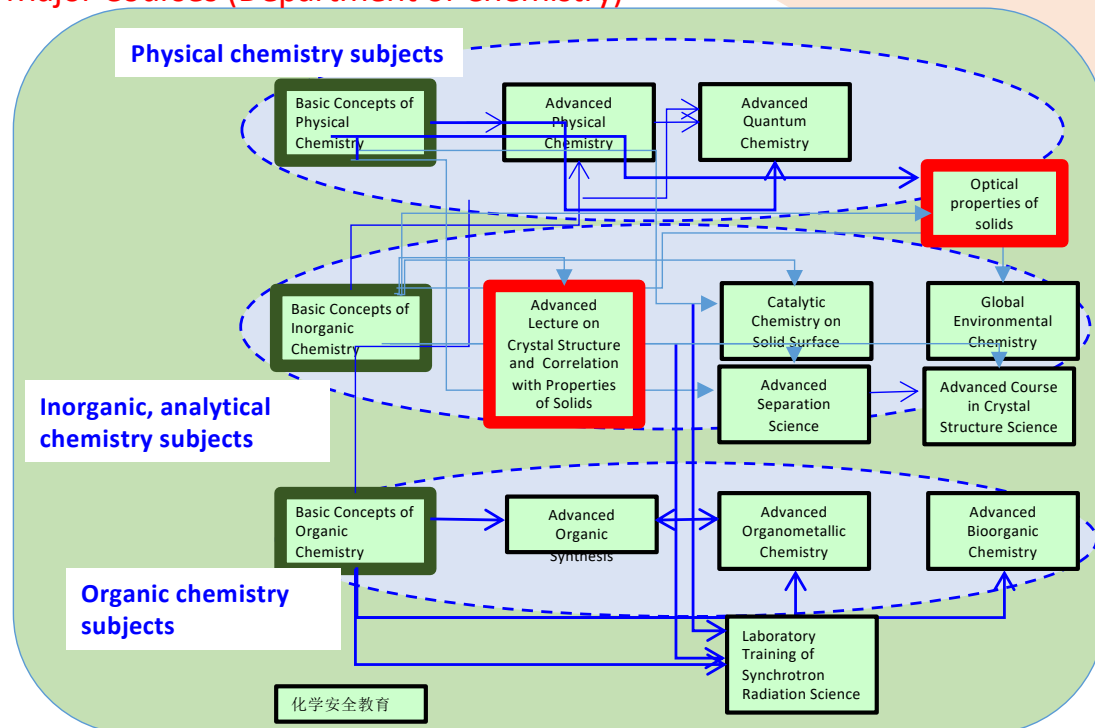 Major Courses (Department of Chemistry)
Physical chemistry subjects
Basic Concepts of
Physical
Chemistry
Advanced
Physical
Chemistry
Advanced
Quantum
Chemistry
Optical
properties of
solids
Basic Concepts of
Inorganic
Chemistry
Advanced
Lecture on
Crystal Structure
and Correlation
with Properties
of Solids
Catalytic
Chemistry on
Solid Surface
Global
Environmental
Chemistry
Advanced
Separation
Science
Advanced Course
in Crystal
Structure Science
Inorganic, analytical
chemistry subjects
Basic Concepts of
Organic
Chemistry
Advanced
Organic
Synthesis
Advanced
Organometallic
Chemistry
Advanced
Bioorganic
Chemistry
Organic chemistry
subjects
Laboratory
Training of
Synchrotron
Radiation Science
化学安全教育